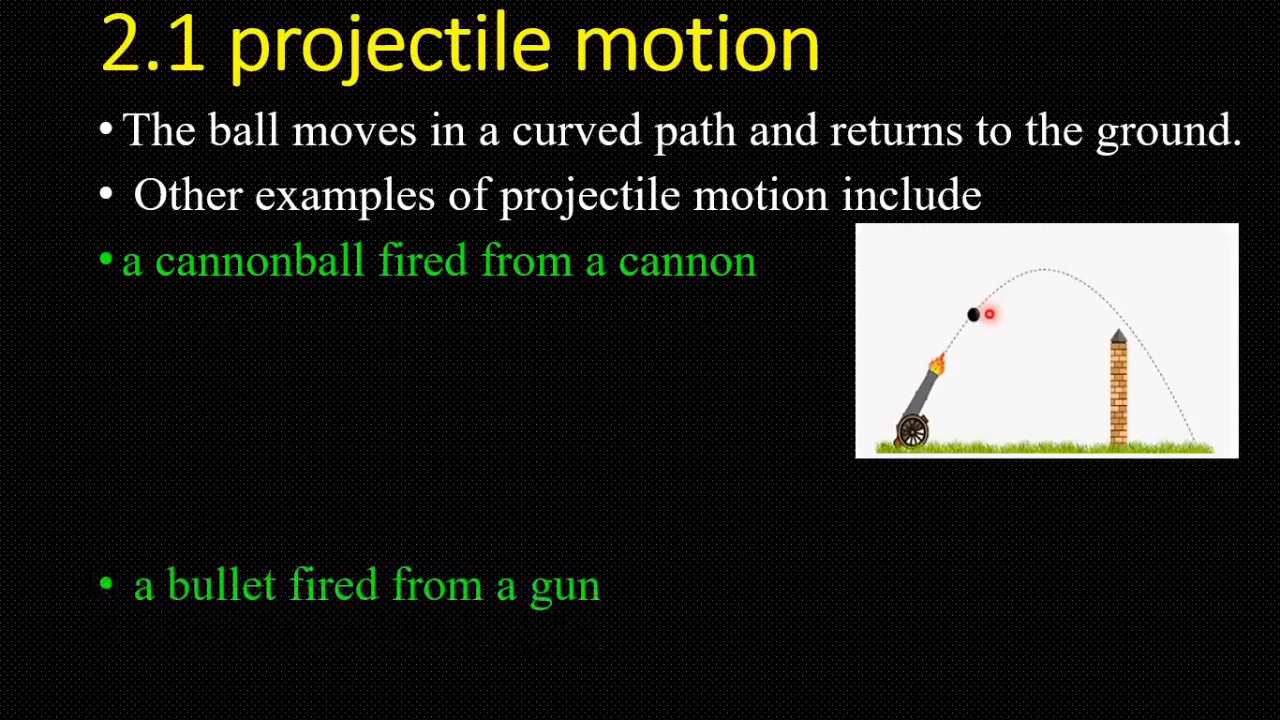 2.1 projectile motion
• The ball moves in a curved path and returns to the ground.
• Other examples of projectile motion include
• a cannonball fired from a cannon
• a bullet fired from a gun